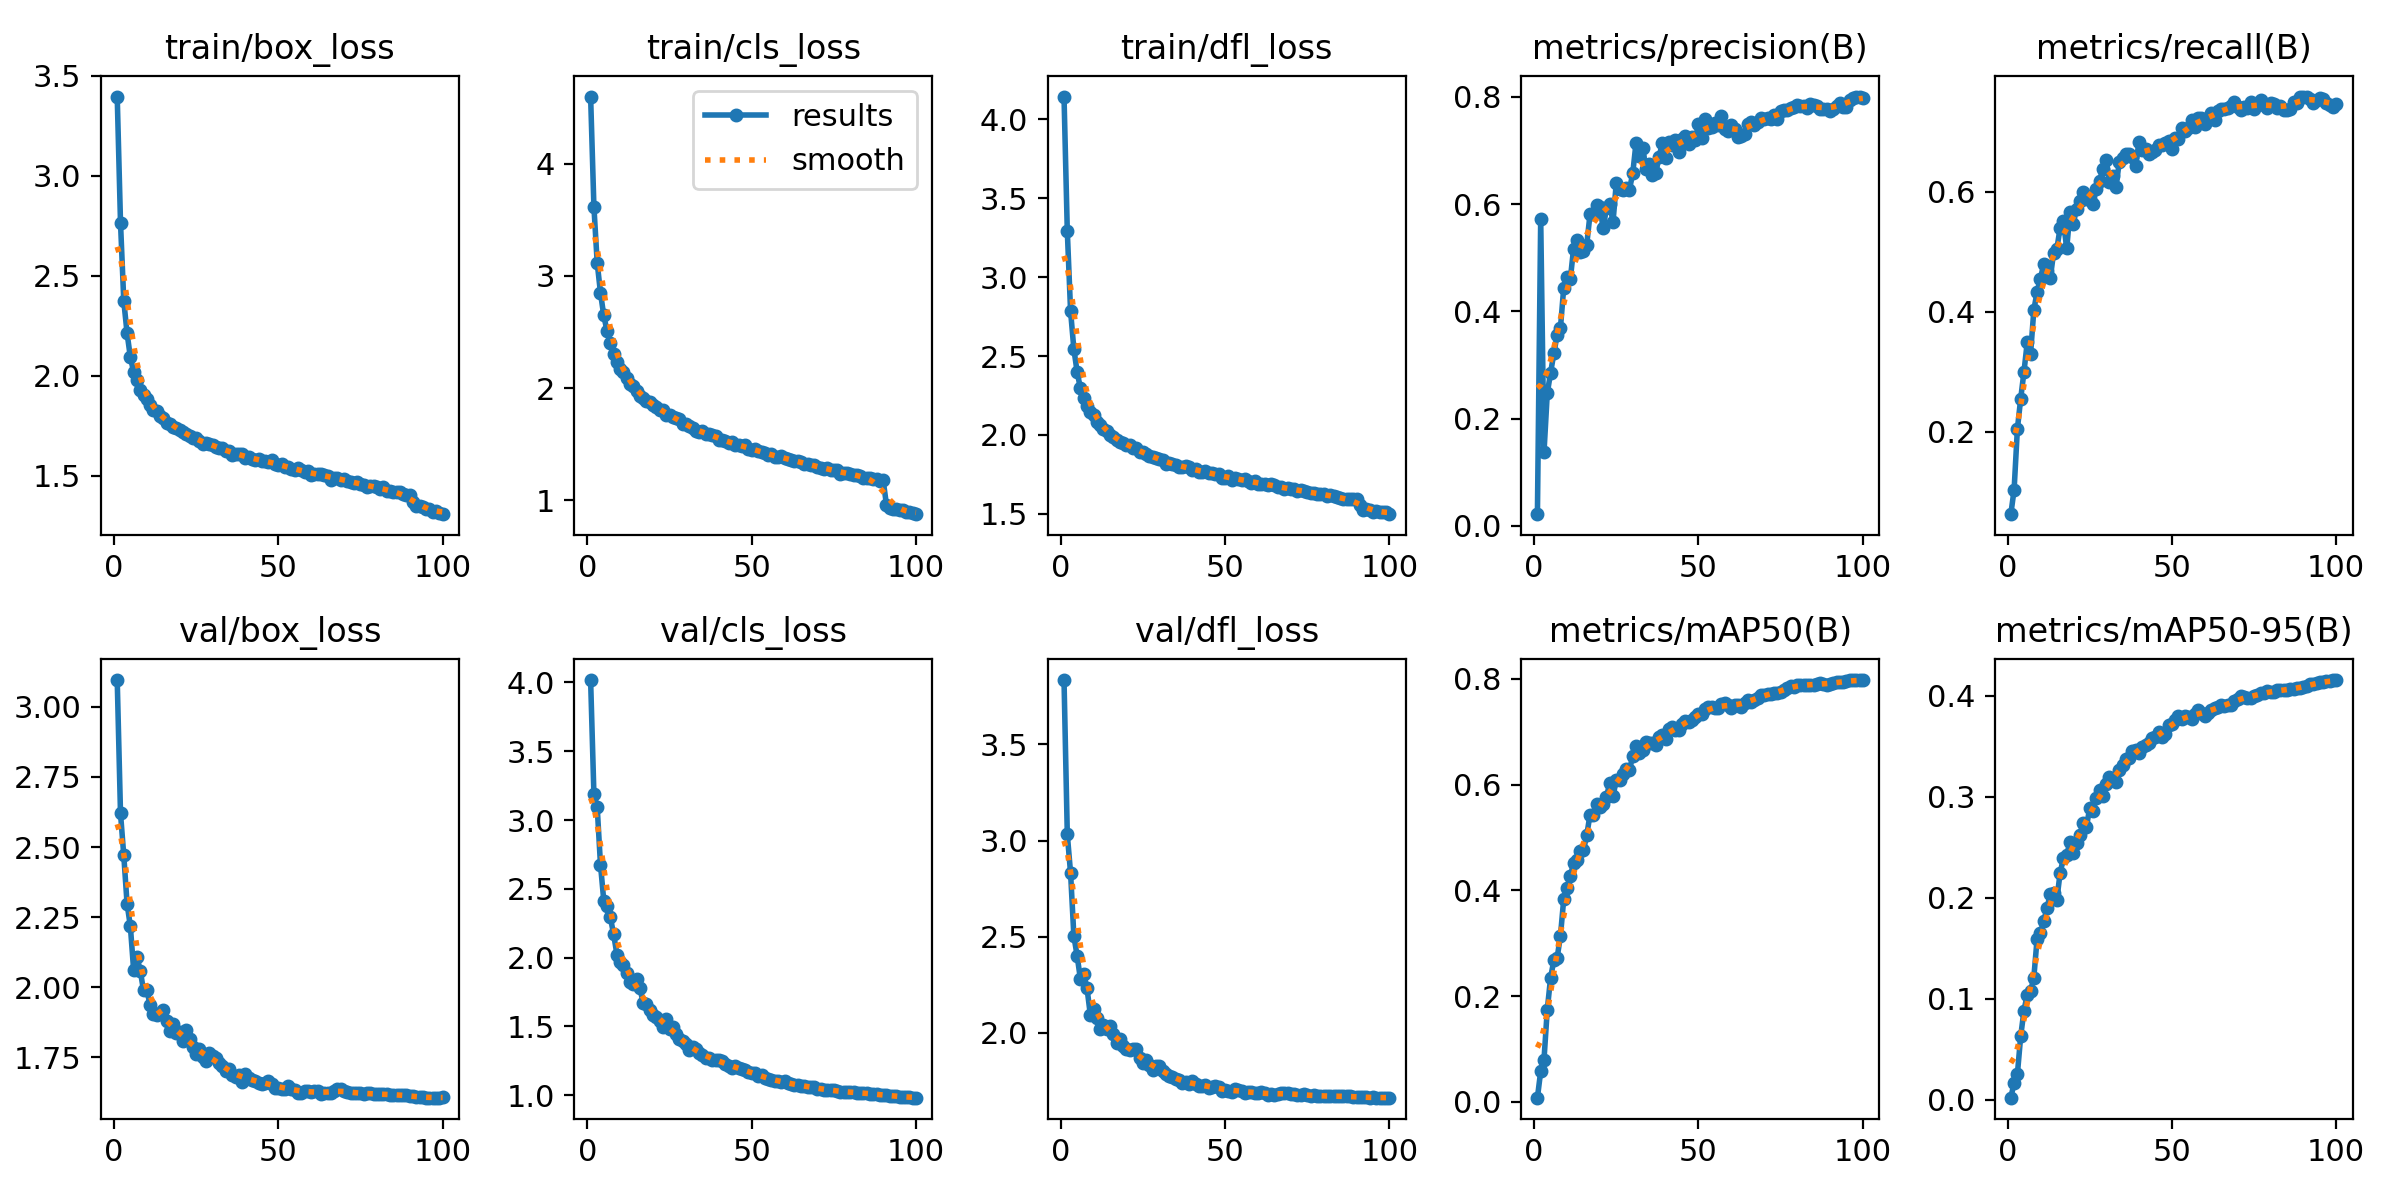 train/box_loss
3.5
3.0
2.5
2.0
1.5
0 50 100
train/cls_loss
results
smooth
4
3
2
1
0 50 100
train/dfl_loss
4.0
3.5
3.0
2.5
2.0
1.5
0 50 100
metrics/precision(B)
0.8
0.6
0.4
0.2
0.0
0 50 100
metrics/recall(B)
0.6
0.4
0.2
0 50 100
val/box_loss
3.00
2.75
2.50
2.25
2.00
1.75
0 50 100
val/cls_loss
4.0
3.5
3.0
2.5
2.0
1.5
1.0
0 50 100
val/dfl_loss
3.5
3.0
2.5
2.0
0 50 100
metrics/mAP50(B)
0.8
0.6
0.4
0.2
0.0
0 50 100
metrics/mAP50-95(B)
0.4
0.3
0.2
0.1
0.0
0 50 100